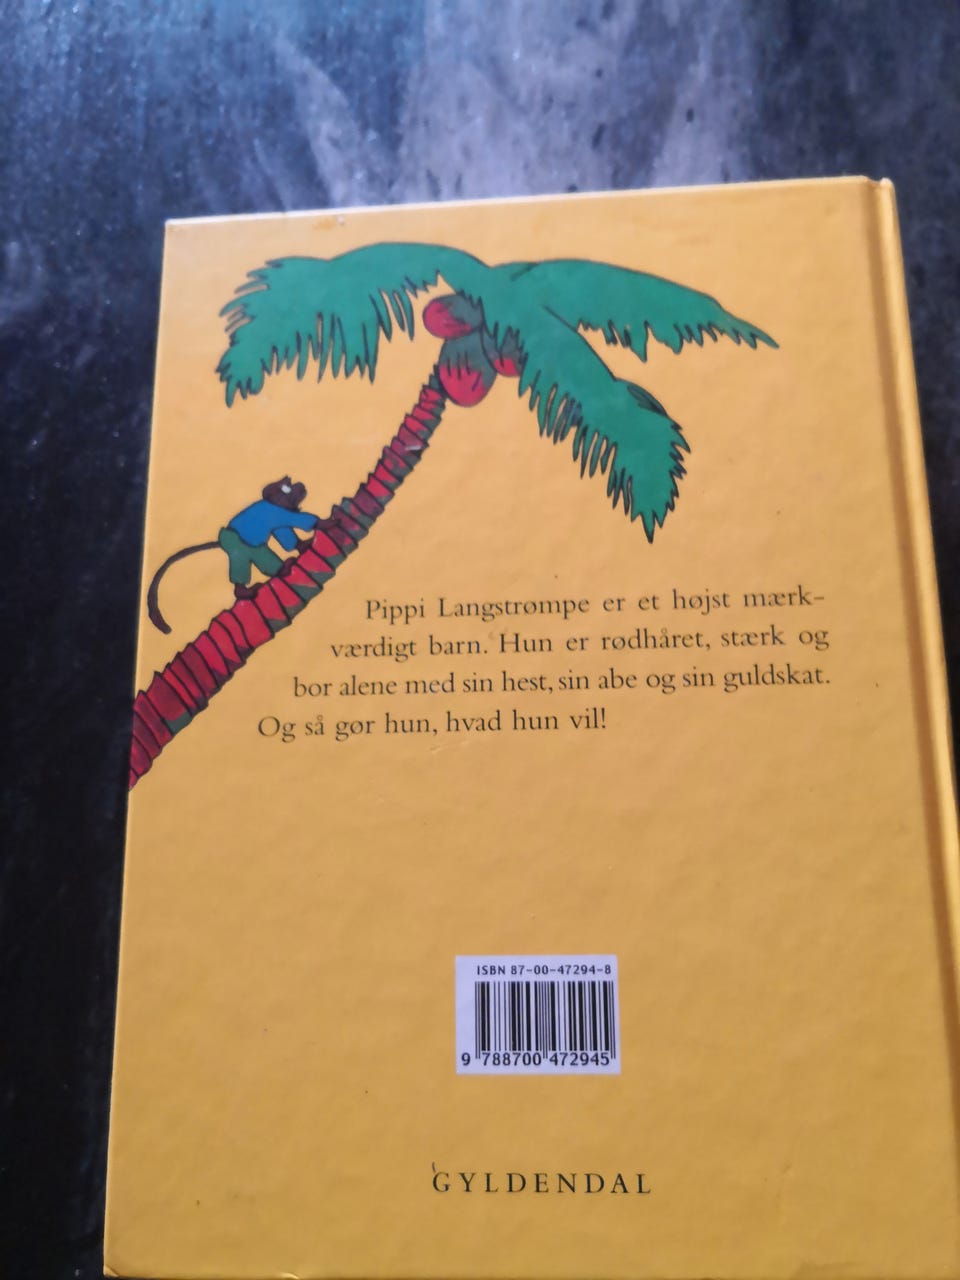 Pippi Langstrømpe er et højst mærk-
værdigt barn. Hun er rødhåret, stærk og
bor alene med sin hest, sin abe og sin guldskat.
Og så gør hun, hvad hun vil!
ISBN 87-00-47294-8
9 788700 472945
GYLDENDAL